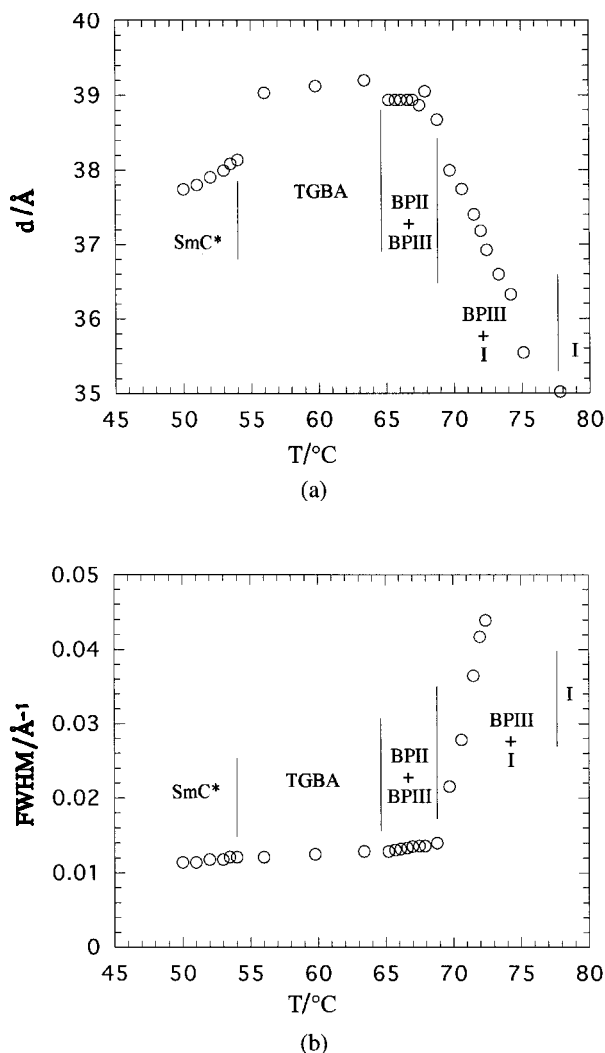 (a)
40
39
38
37
36
35
d/Å
SmC*
TGBA
BPII
+
BPIII
BPIII
+
I
I
45 50 55 60 65 70 75 80
T/°C
(a)
0.05
0.04
0.03
0.02
0.01
0
FWHM/Å⁻¹
SmC*
TGBA
BPII
+
BPIII
BPIII
+
I
I
45 50 55 60 65 70 75 80
T/°C
(b)